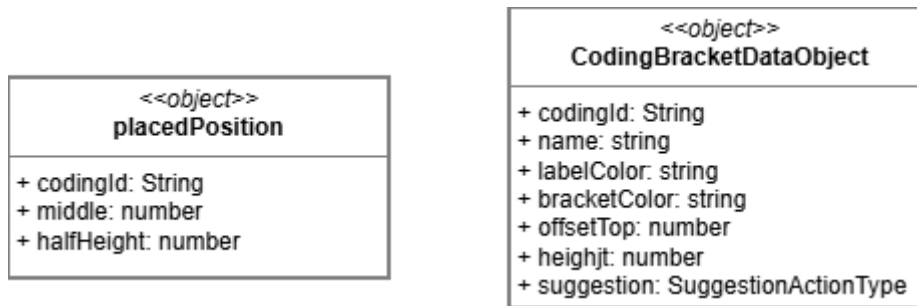 <<object>>
placedPosition
+ codingId: String
+ middle: number
+ halfHeight: number
<<object>>
CodingBracketDataObject
+ codingId: String
+ name: string
+ labelColor: string
+ bracketColor: string
+ offsetTop: number
+ heighjt: number
+ suggestion: SuggestionActionType